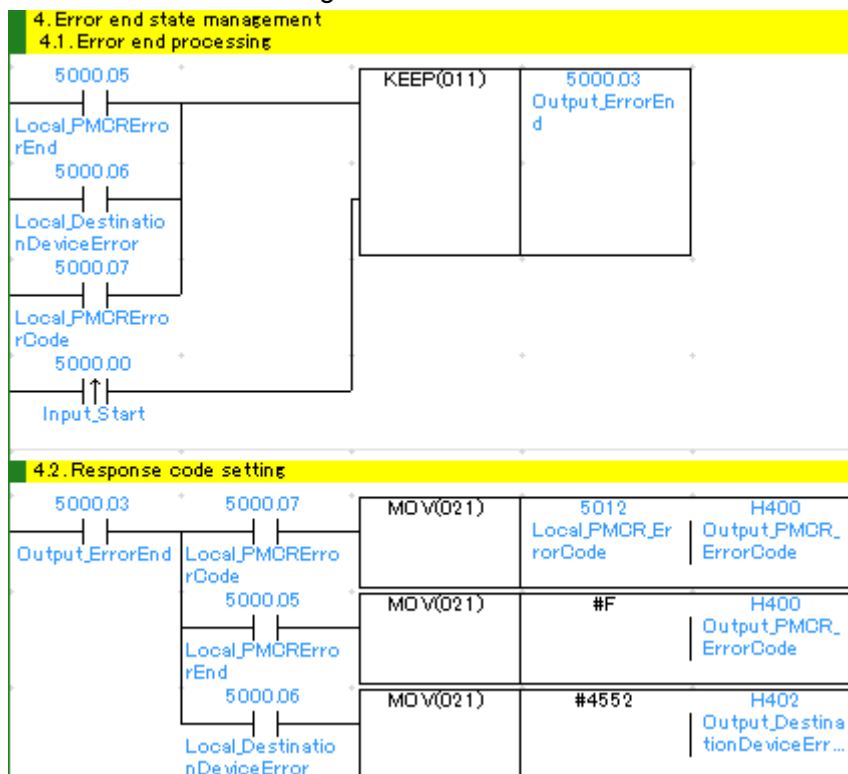 4.Error end state management
4.1.Error end processing
5000.05
KEEP(011)
5000.03
Output_ErrorEn
d
Local_PMCRErro
rEnd
5000.06
Local_Destinatio
nDeviceError
5000.07
Local_PMCRErro
rCode
5000.00
Input_Start
4.2.Response code setting
5000.03
5000.07
MOV(021)
5012
H400
Output_ErrorEnd
Local_PMCRErro
rCode
Local_PMCR_Er
rorCode
Output_PMCR_
ErrorCode
5000.05
MOV(021)
#F
H400
Local_PMCRErro
rEnd
Output_PMCR_
ErrorCode
5000.06
MOV(021)
#4552
H402
Local_Destinatio
nDeviceError
Output_Destina
tionDeviceErr...